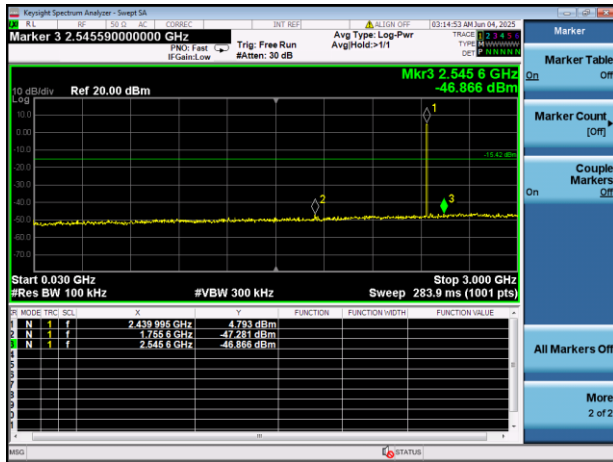 Keysight Spectrum Analyzer - Swept SA
RL RF 50 Ω AC CORREC INT REF ALIGN OFF 03:14:53 AM Jun 04, 2025
Marker 3 2.545590000000 GHz
PNO: Fast
IFGain:Low
Trig: Free Run
#Atten: 30 dB
Avg Type: Log-Pwr
Avg|Hold:>1/1
TRACE 1 2 3 4 5 6
TYPE M W W W W W
DET P N N N N N
Mkr3 2.545 6 GHz
-46.866 dBm
10 dB/div
Log
Ref 20.00 dBm
10.0
0.00
-10.0
-20.0
-30.0
-40.0
-50.0
-60.0
-70.0
1
2
3
-15.42 dBm
Start 0.030 GHz
Stop 3.000 GHz
#Res BW 100 kHz
#VBW 300 kHz
Sweep 283.9 ms (1001 pts)
MODE TRC SCL X Y FUNCTION FUNCTION WIDTH FUNCTION VALUE
1 N 1 f 2.439 995 GHz 4.793 dBm
2 N 1 f 1.755 6 GHz -47.281 dBm
3 N 1 f 2.545 6 GHz -46.866 dBm
MSG
STATUS
Marker
Marker Table
On Off
Marker Count
[Off]
Couple
Markers
On Off
All Markers Off
More
2 of 2